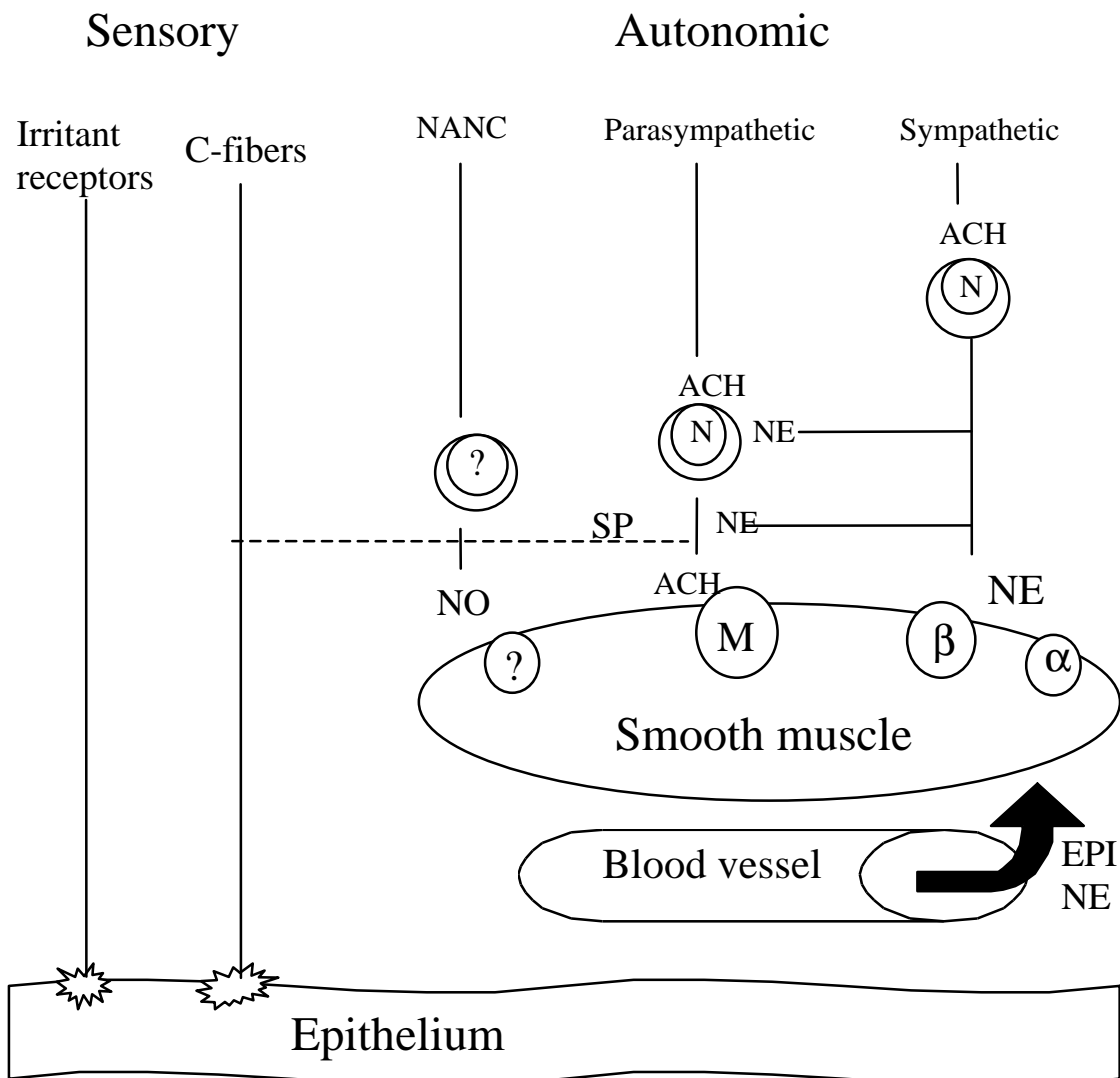 Sensory
Autonomic
Irritant
receptors
C-fibers
NANC
Parasympathetic
Sympathetic
ACH
N
ACH
N
NE
?
SP
NE
NO
ACH
NE
?
M
β
α
Smooth muscle
Blood vessel
EPI
NE
Epithelium